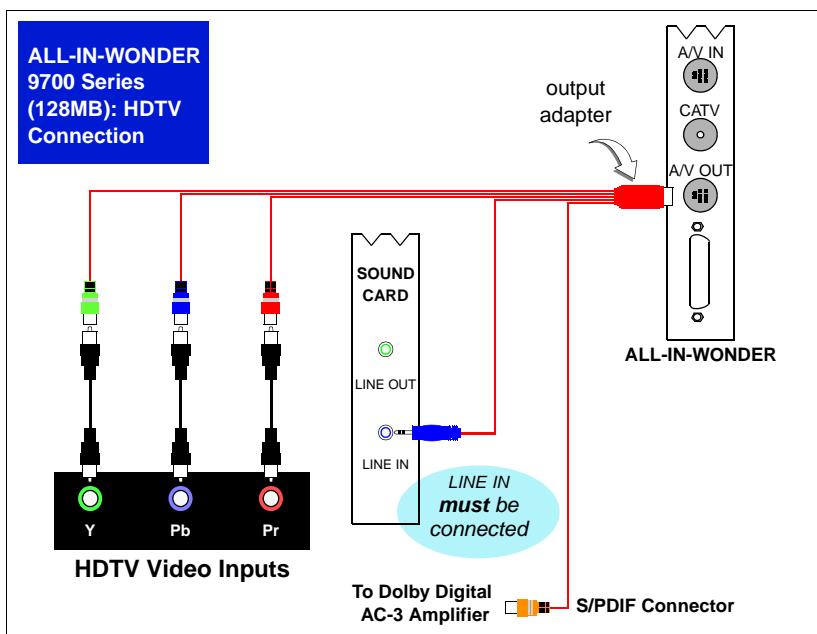 ALL-IN-WONDER
9700 Series
(128MB): HDTV
Connection
output
adapter
A/V IN
CATV
A/V OUT
ALL-IN-WONDER
SOUND
CARD
LINE OUT
LINE IN
LINE IN
must be
connected
Y
Pb
Pr
HDTV Video Inputs
To Dolby Digital
AC-3 Amplifier
S/PDIF Connector